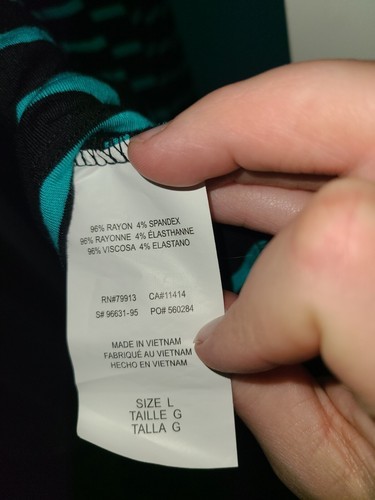 96% RAYON 4% SPANDEX
96% RAYONNE 4% ÉLASTHANNE
96% VISCOSA 4% ELASTANO
RN#79913 CA#11414
S# 96631-95 PO# 560284
MADE IN VIETNAM
FABRIQUÉ AU VIETNAM
HECHO EN VIETNAM
SIZE L
TAILLE G
TALLA G